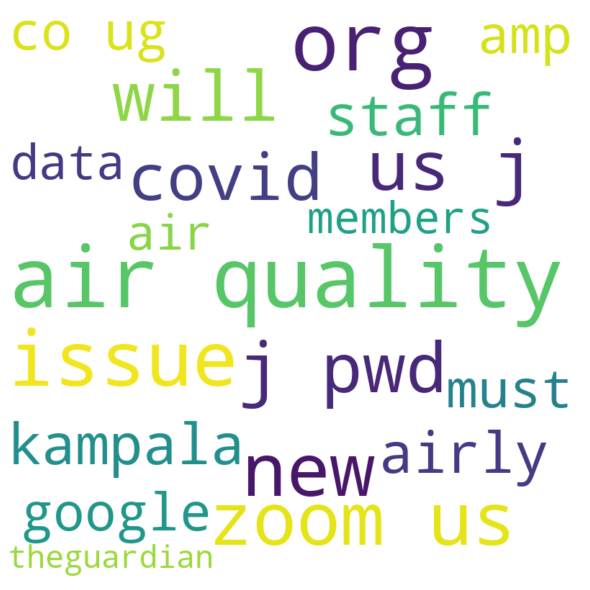 co ug org amp
will staff
data covid us j
air members
air quality
issue j pwd must
kampala new airly
google zoom us
theguardian